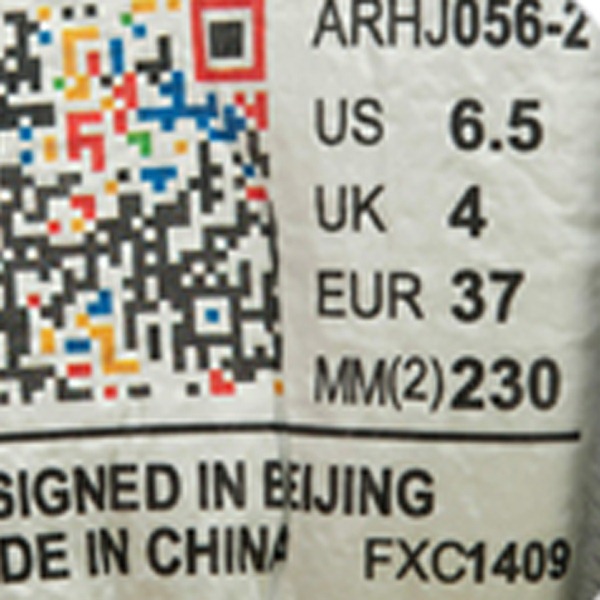 ARHJ056-2
US 6.5
UK 4
EUR 37
MM(2)230
SIGNED IN BEIJING
DE IN CHINA
FXC1409